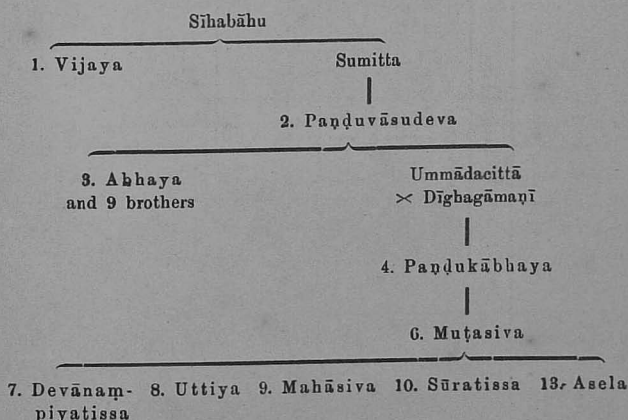 Sīhabāhu
1. Vijaya Sumitta
2. Paṇḍuvāsudeva
3. Abhaya Ummādacittā
and 9 brothers × Dīghagāmaṇī
4. Paṇḍukābhaya
6. Muṭasiva
7. Devānaṃ- 8. Uttiya 9. Mahāsiva 10. Sūratissa 13. Asela
piyatissa